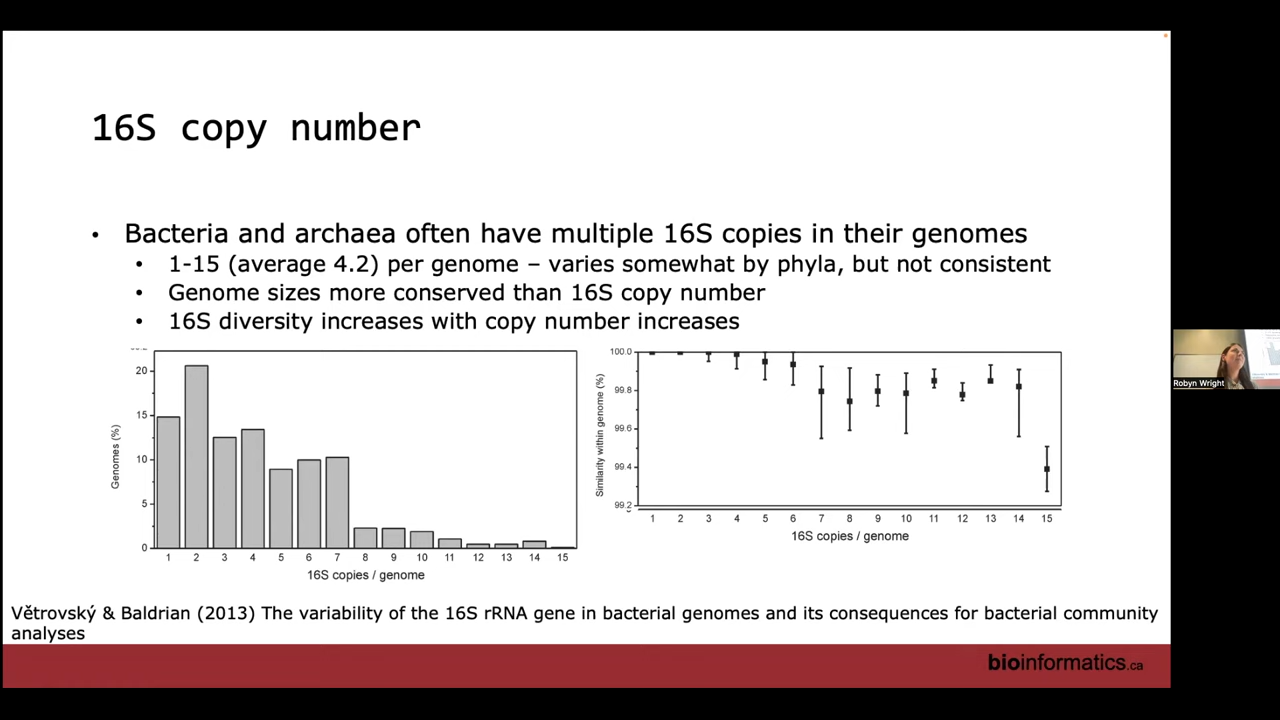 16S copy number
• Bacteria and archaea often have multiple 16S copies in their genomes
• 1-15 (average 4.2) per genome – varies somewhat by phyla, but not consistent
• Genome sizes more conserved than 16S copy number
• 16S diversity increases with copy number increases
Genomes (%)
20
15
10
5
0
1 2 3 4 5 6 7 8 9 10 11 12 13 14 15
16S copies / genome
Similarity within genome (%)
100.0
99.8
99.6
99.4
99.2
1 2 3 4 5 6 7 8 9 10 11 12 13 14 15
16S copies / genome
Robyn Wright
Větrovský & Baldrian (2013) The variability of the 16S rRNA gene in bacterial genomes and its consequences for bacterial community
analyses
bioinformatics.ca